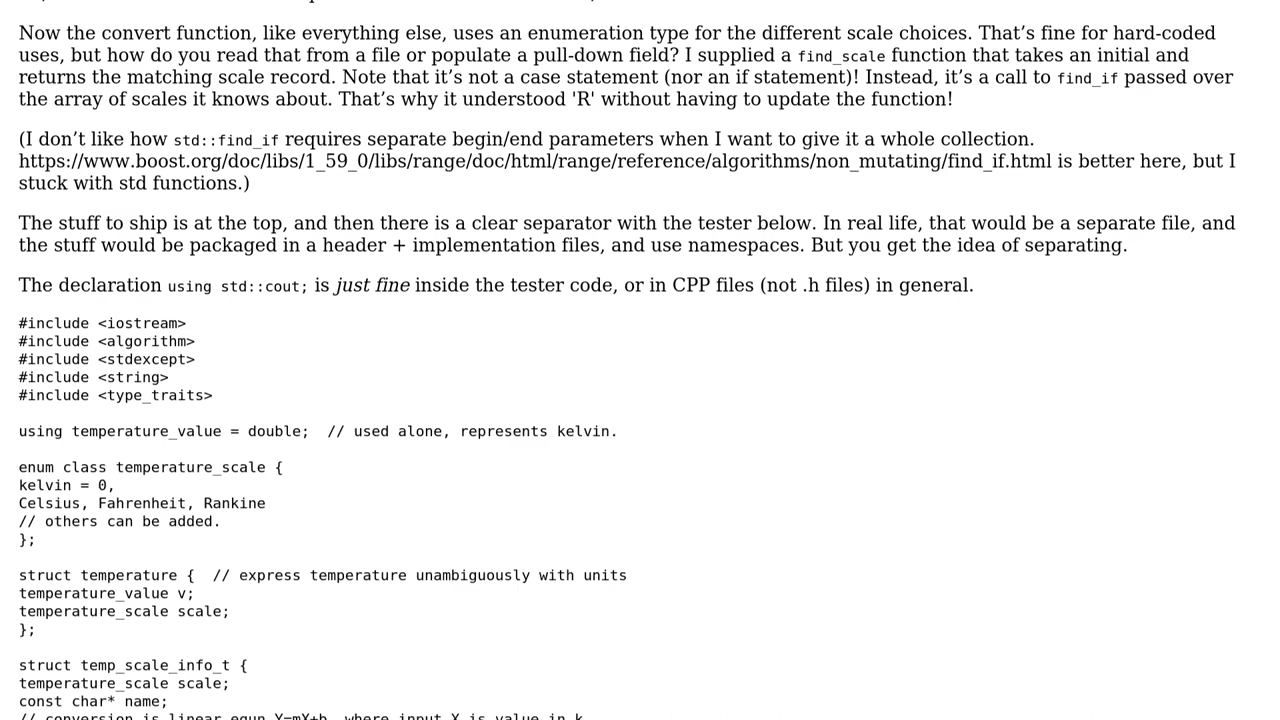 Now the convert function, like everything else, uses an enumeration type for the different scale choices. That’s fine for hard-coded
uses, but how do you read that from a file or populate a pull-down field? I supplied a find_scale function that takes an initial and
returns the matching scale record. Note that it’s not a case statement (nor an if statement)! Instead, it’s a call to find_if passed over
the array of scales it knows about. That’s why it understood 'R' without having to update the function!
(I don’t like how std::find_if requires separate begin/end parameters when I want to give it a whole collection.
https://www.boost.org/doc/libs/1_59_0/libs/range/doc/html/range/reference/algorithms/non_mutating/find_if.html is better here, but I
stuck with std functions.)
The stuff to ship is at the top, and then there is a clear separator with the tester below. In real life, that would be a separate file, and
the stuff would be packaged in a header + implementation files, and use namespaces. But you get the idea of separating.
The declaration using std::cout; is just fine inside the tester code, or in CPP files (not .h files) in general.
#include <iostream>
#include <algorithm>
#include <stdexcept>
#include <string>
#include <type_traits>
using temperature_value = double;  // used alone, represents kelvin.
enum class temperature_scale {
kelvin = 0,
Celsius, Fahrenheit, Rankine
// others can be added.
};
struct temperature {  // express temperature unambiguously with units
temperature_value v;
temperature_scale scale;
};
struct temp_scale_info_t {
temperature_scale scale;
const char* name;
// conversion is linear equn Y=mX+b, where input X is value in k